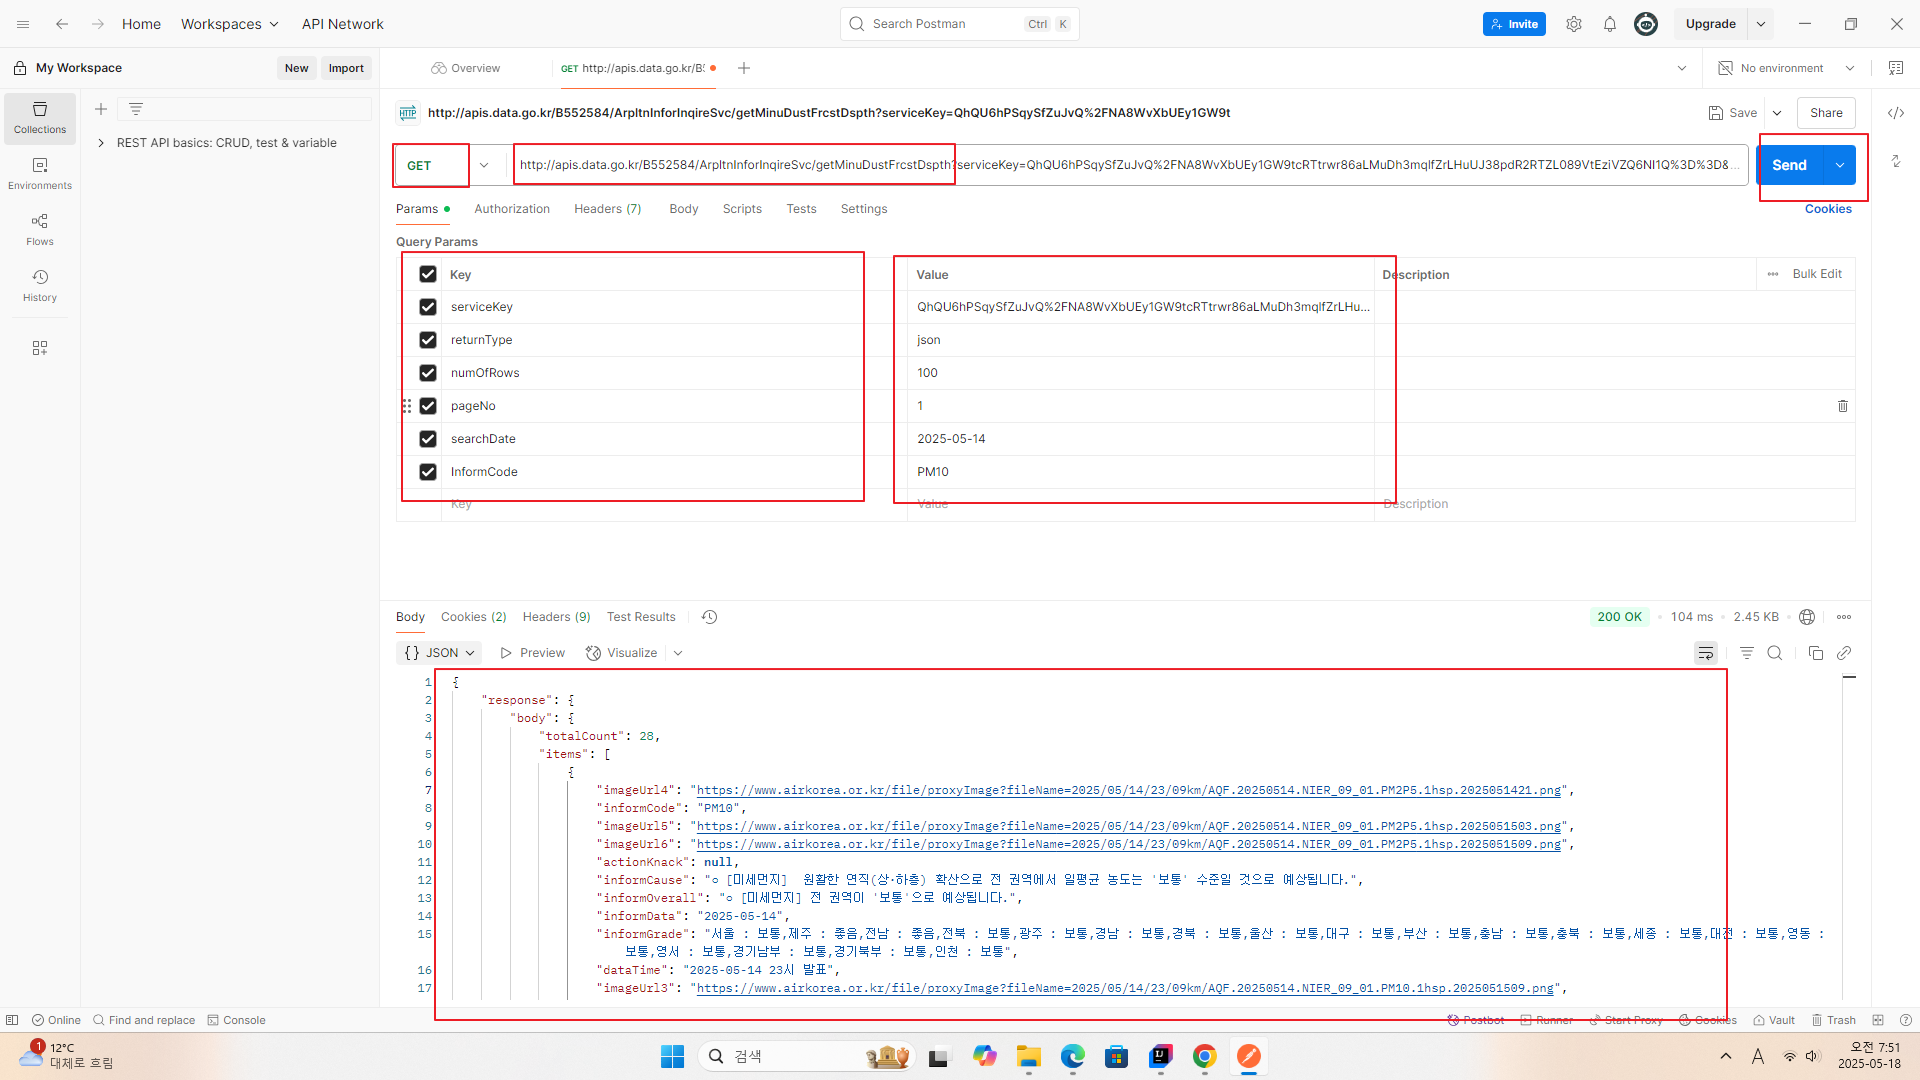 Home Workspaces API Network Search Postman Ctrl K Invite Upgrade
My Workspace New Import Overview GET http://apis.data.go.kr/B5 No environment
HTTP http://apis.data.go.kr/B552584/ArpltnInforInqireSvc/getMinuDustFrcstDspth?serviceKey=QhQU6hPSqySfZuJvQ%2FNA8WvXbUEy1GW9t Save Share
Collections
REST API basics: CRUD, test & variable
Environments
Flows
History
GET http://apis.data.go.kr/B552584/ArpltnInforInqireSvc/getMinuDustFrcstDspth?serviceKey=QhQU6hPSqySfZuJvQ%2FNA8WvXbUEy1GW9tcRTtrwr86aLMuDh3mqlfZrLHuUJ38pdR2RTZL089VtEziVZQ6NI1Q%3D%3D&... Send
Params Authorization Headers (7) Body Scripts Tests Settings Cookies
Query Params
Key Value Description Bulk Edit
serviceKey QhQU6hPSqySfZuJvQ%2FNA8WvXbUEy1GW9tcRTtrwr86aLMuDh3mqlfZrLHu...
returnType json
numOfRows 100
pageNo 1
searchDate 2025-05-14
InformCode PM10
Key Value Description
Body Cookies (2) Headers (9) Test Results 200 OK 104 ms 2.45 KB
{} JSON Preview Visualize
1 {
2 "response": {
3 "body": {
4 "totalCount": 28,
5 "items": [
6 {
7 "imageUrl4": "https://www.airkorea.or.kr/file/proxyImage?fileName=2025/05/14/23/09km/AQF.20250514.NIER_09_01.PM2P5.1hsp.2025051421.png",
8 "informCode": "PM10",
9 "imageUrl5": "https://www.airkorea.or.kr/file/proxyImage?fileName=2025/05/14/23/09km/AQF.20250514.NIER_09_01.PM2P5.1hsp.2025051503.png",
10 "imageUrl6": "https://www.airkorea.or.kr/file/proxyImage?fileName=2025/05/14/23/09km/AQF.20250514.NIER_09_01.PM2P5.1hsp.2025051509.png",
11 "actionKnack": null,
12 "informCause": "○ [미세먼지] 원활한 연직(상·하층) 확산으로 전 권역에서 일평균 농도는 '보통' 수준일 것으로 예상됩니다.",
13 "informOverall": "○ [미세먼지] 전 권역이 '보통'으로 예상됩니다.",
14 "informData": "2025-05-14",
15 "informGrade": "서울 : 보통,제주 : 좋음,전남 : 좋음,전북 : 보통,광주 : 보통,경남 : 보통,경북 : 보통,울산 : 보통,대구 : 보통,부산 : 보통,충남 : 보통,충북 : 보통,세종 : 보통,대전 : 보통,영동 :
보통,영서 : 보통,경기남부 : 보통,경기북부 : 보통,인천 : 보통",
16 "dataTime": "2025-05-14 23시 발표",
17 "imageUrl3": "https://www.airkorea.or.kr/file/proxyImage?fileName=2025/05/14/23/09km/AQF.20250514.NIER_09_01.PM10.1hsp.2025051509.png",
Online Find and replace Console Postbot Runner Start Proxy Cookies Vault Trash
1 12°C
대체로 흐림
검색
A
오전 7:51
2025-05-18